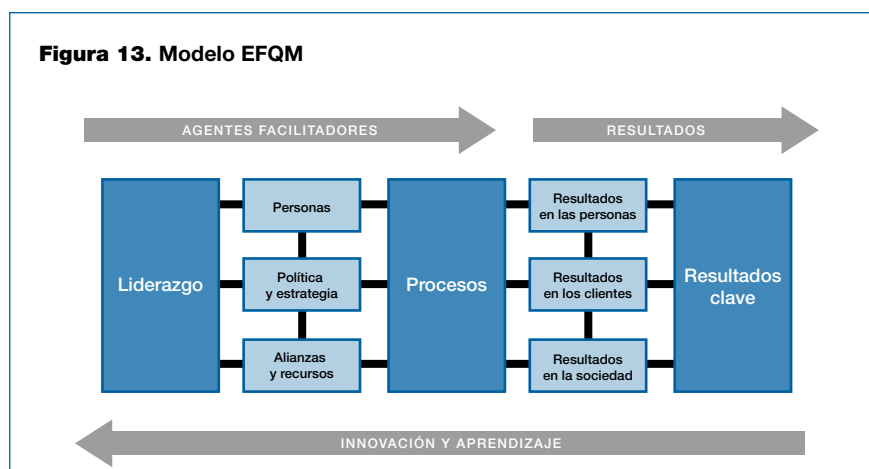 Figura 13. Modelo EFQM
AGENTES FACILITADORES
RESULTADOS
Liderazgo
Personas
Política
y estrategia
Alianzas
y recursos
Procesos
Resultados
en las personas
Resultados
en los clientes
Resultados
en la sociedad
Resultados
clave
INNOVACIÓN Y APRENDIZAJE